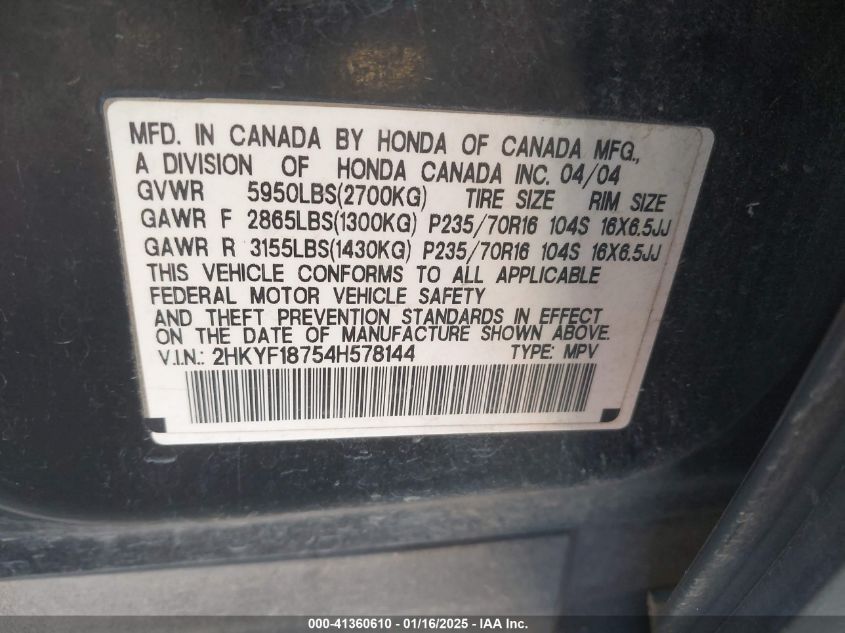 MFD. IN CANADA BY HONDA OF CANADA MFG.,
A DIVISION OF HONDA CANADA INC. 04/04
GVWR 5950LBS(2700KG) TIRE SIZE RIM SIZE
GAWR F 2865LBS(1300KG) P235/70R16 104S 16X6.5JJ
GAWR R 3155LBS(1430KG) P235/70R16 104S 16X6.5JJ
THIS VEHICLE CONFORMS TO ALL APPLICABLE
FEDERAL MOTOR VEHICLE SAFETY
AND THEFT PREVENTION STANDARDS IN EFFECT
ON THE DATE OF MANUFACTURE SHOWN ABOVE.
V.I.N.: 2HKYF18754H578144 TYPE: MPV
000-41360610 - 01/16/2025 - IAA Inc.